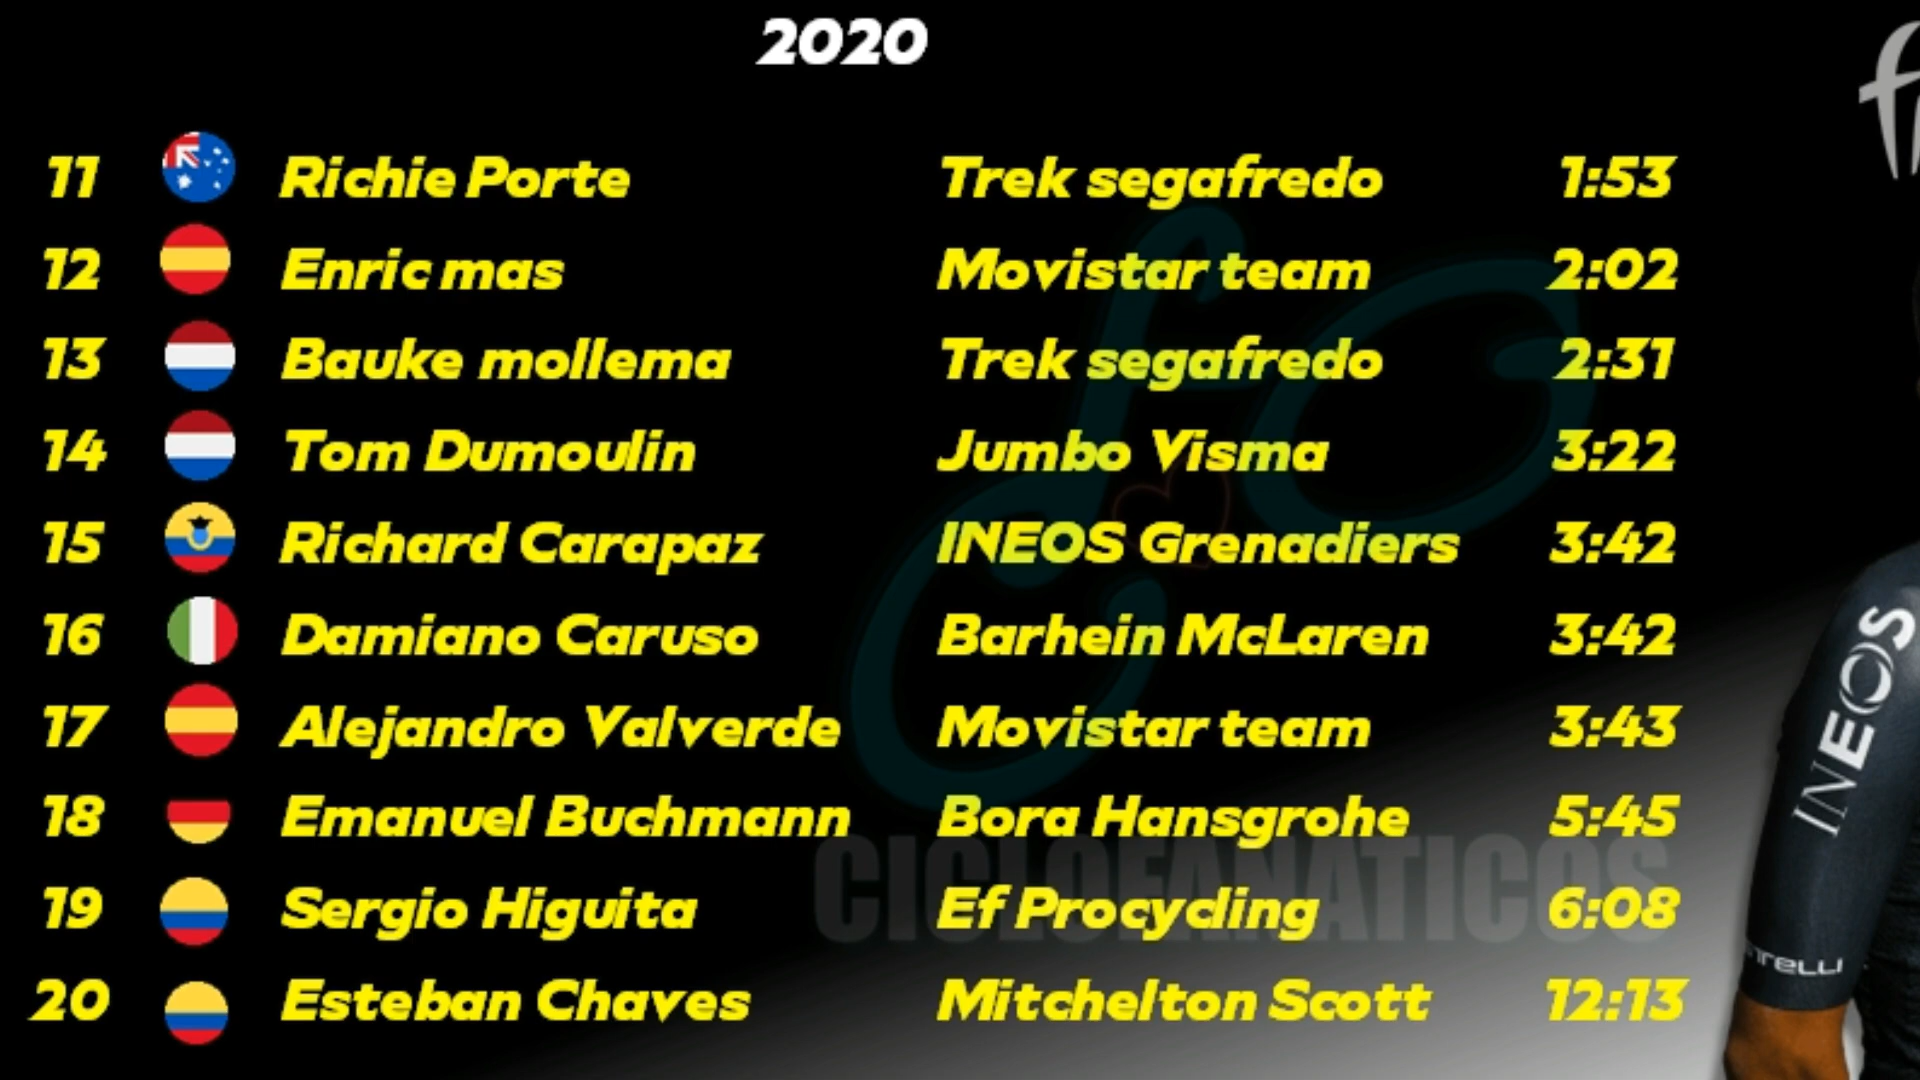 2020
11 Richie Porte Trek segafredo 1:53
12 Enric mas Movistar team 2:02
13 Bauke mollema Trek segafredo 2:31
14 Tom Dumoulin Jumbo Visma 3:22
15 Richard Carapaz INEOS Grenadiers 3:42
16 Damiano Caruso Barhein McLaren 3:42
17 Alejandro Valverde Movistar team 3:43
18 Emanuel Buchmann Bora Hansgrohe 5:45
19 Sergio Higuita Ef Procycling 6:08
20 Esteban Chaves Mitchelton Scott 12:13
CICLOFANATICOS
INEOS